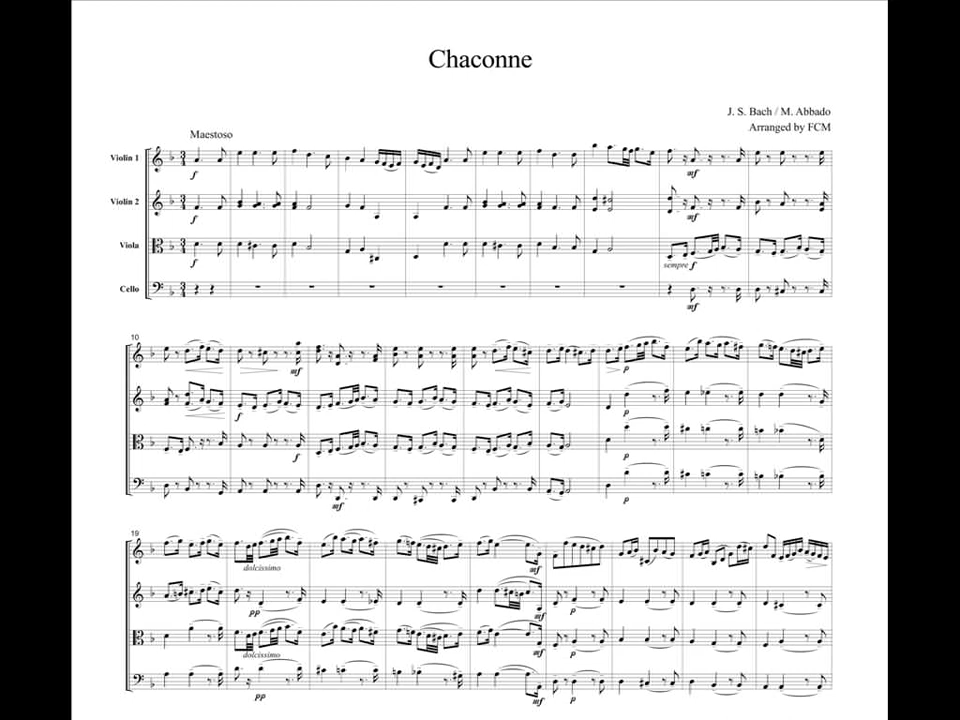 Chaconne
J. S. Bach / M. Abbado
Arranged by FCM
Maestoso
Violin 1
f
mf
Violin 2
f
mf
Viola
f
sempre f
Cello
mf
10
mf
p
f
p
f
p
mf
p
19
dolcissimo
mf
pp
mf
p
dolcissimo
mf
p
pp
mf
p